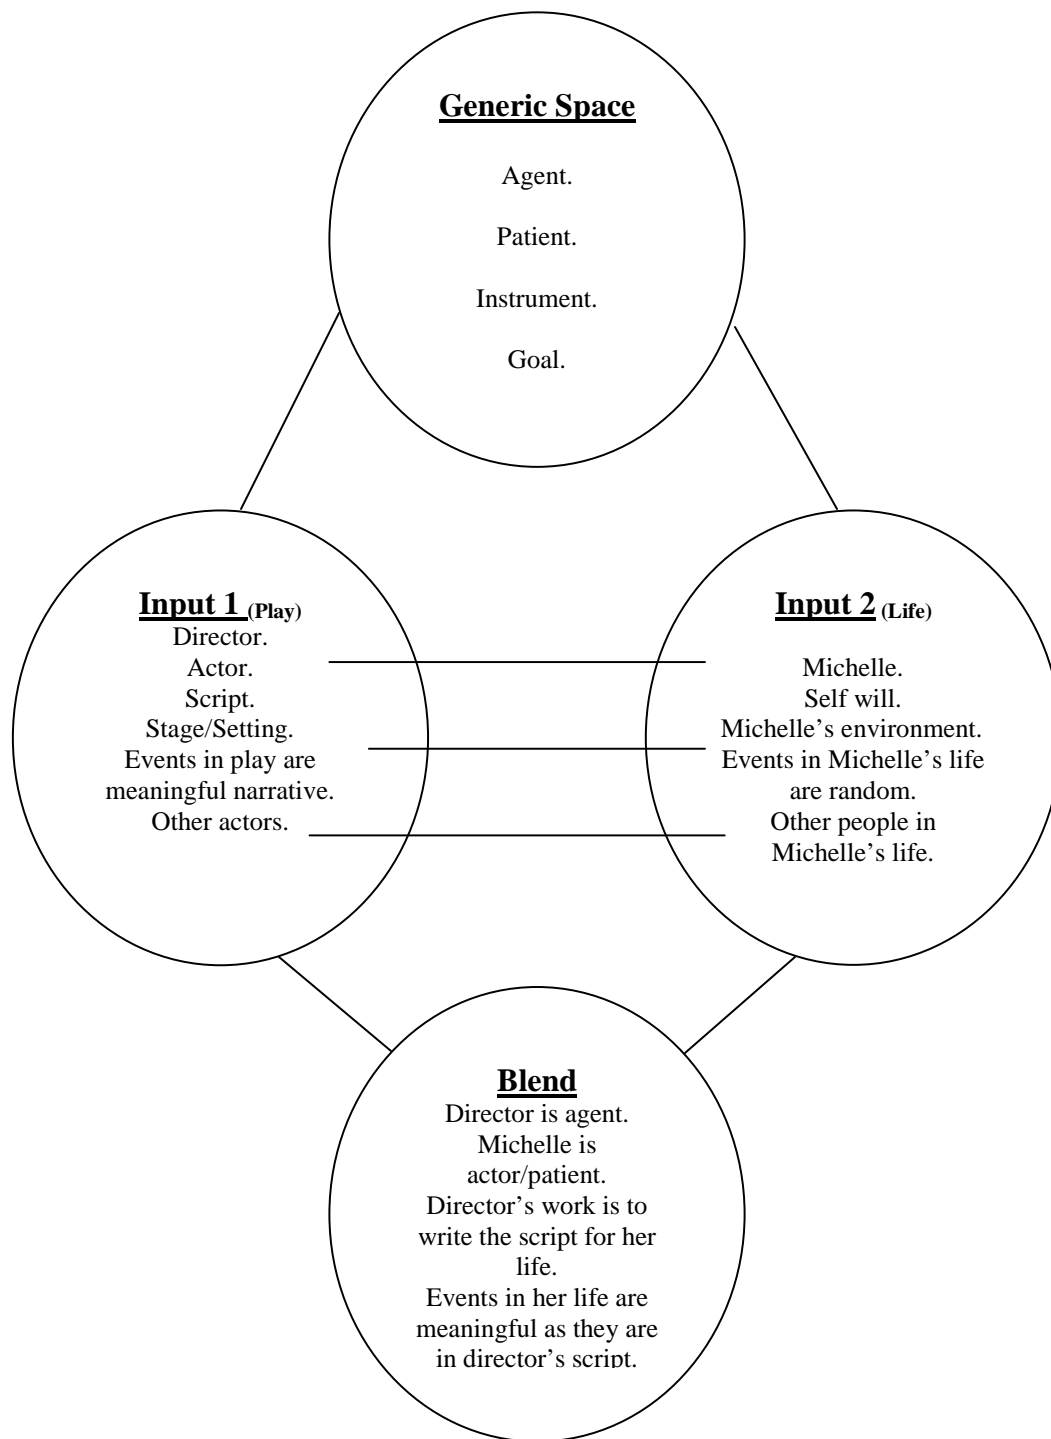 Generic Space
Agent.
Patient.
Instrument.
Goal.
Input 1 (Play)
Director.
Actor.
Script.
Stage/Setting.
Events in play are
meaningful narrative.
Other actors.
Input 2 (Life)
Michelle.
Self will.
Michelle’s environment.
Events in Michelle’s life
are random.
Other people in
Michelle’s life.
Blend
Director is agent.
Michelle is
actor/patient.
Director’s work is to
write the script for her
life.
Events in her life are
meaningful as they are
in director’s script.